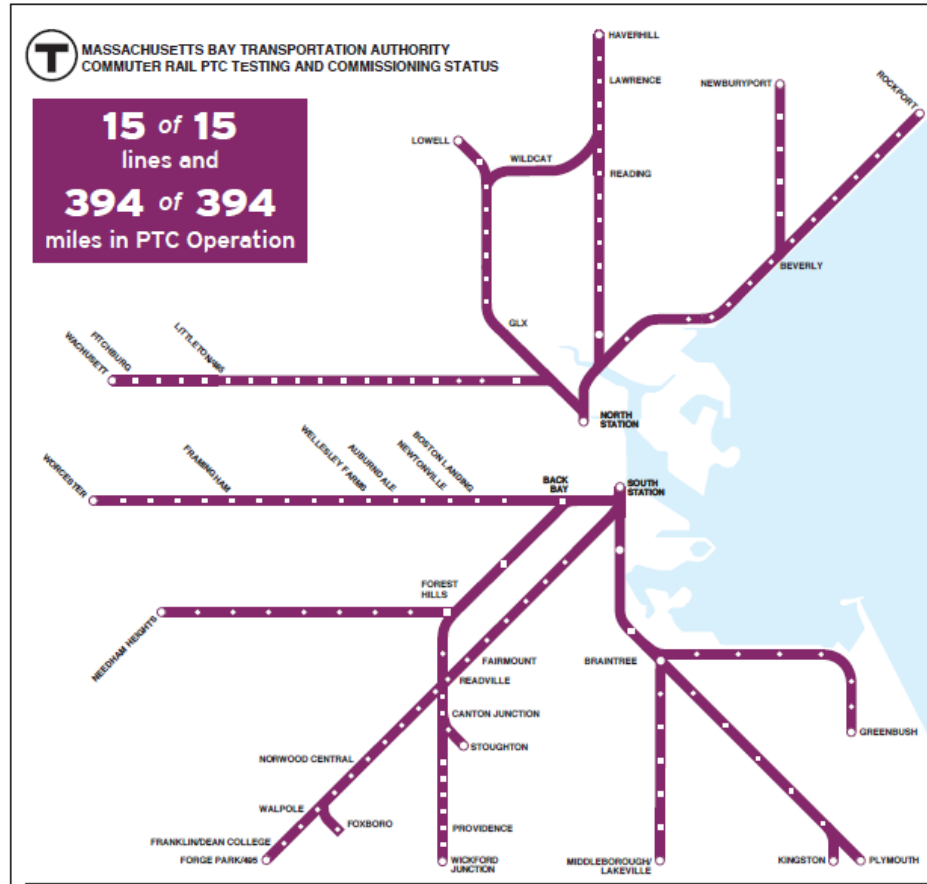 T
MASSACHUSETTS BAY TRANSPORTATION AUTHORITY
COMMUTER RAIL PTC TESTING AND COMMISSIONING STATUS
15 of 15
lines and
394 of 394
miles in PTC Operation
HAVERHILL
LAWRENCE
NEWBURYPORT
ROCKPORT
LOWELL
WILDCAT
READING
BEVERLY
GLX
WACHUSETT
FITCHBURG
LITTLETON/495
NORTH
STATION
WORCESTER
FRAMINGHAM
WELLESLEY FARMS
AUBURNDALE
NEWTONVILLE
BOSTON LANDING
BACK
BAY
SOUTH
STATION
FOREST
HILLS
NEEDHAM HEIGHTS
FAIRMOUNT
BRAINTREE
READVILLE
CANTON JUNCTION
GREENBUSH
STOUGHTON
NORWOOD CENTRAL
WALPOLE
FOXBORO
PROVIDENCE
FRANKLIN/DEAN COLLEGE
FORGE PARK/495
WICKFORD
JUNCTION
MIDDLEBOROUGH/
LAKEVILLE
KINGSTON
PLYMOUTH